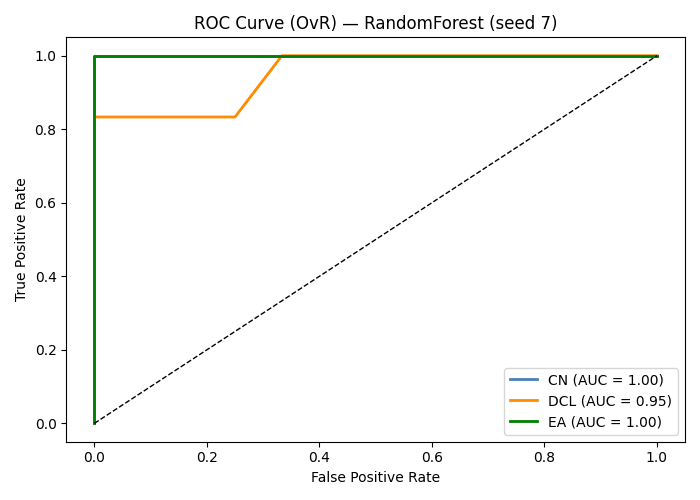 ROC Curve (OvR) — RandomForest (seed 7)
True Positive Rate
1.0
0.8
0.6
0.4
0.2
0.0
CN (AUC = 1.00)
DCL (AUC = 0.95)
EA (AUC = 1.00)
0.0 0.2 0.4 0.6 0.8 1.0
False Positive Rate